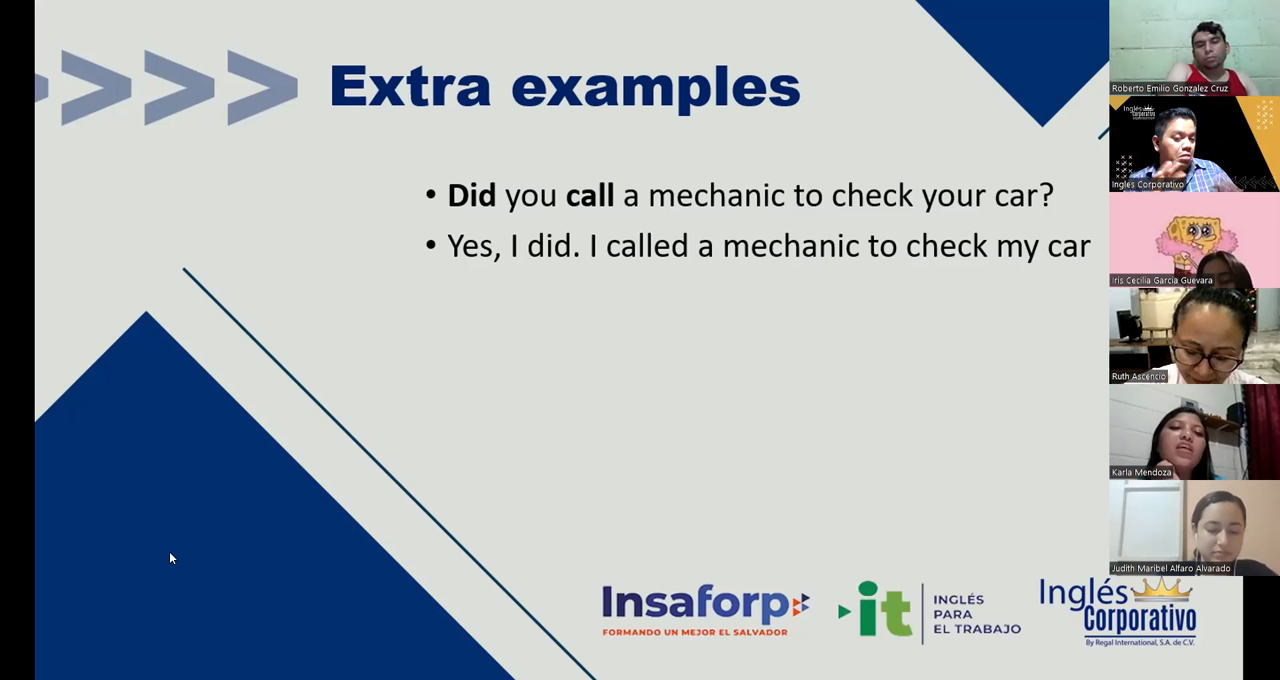 Extra examples
• Did you call a mechanic to check your car?
• Yes, I did. I called a mechanic to check my car
Insaforp
FORMANDO UN MEJOR EL SALVADOR
it
INGLÉS
PARA
EL TRABAJO
Inglés
Corporativo
By Regal International, S.A. de C.V.
Roberto Emilio Gonzalez Cruz
Inglés
Corporativo
Ingles Corporativo
Iris Cecilia Garcia Guevara
Ruth Ascencio
Karla Mendoza
Judith Maribel Alfaro Alvarado